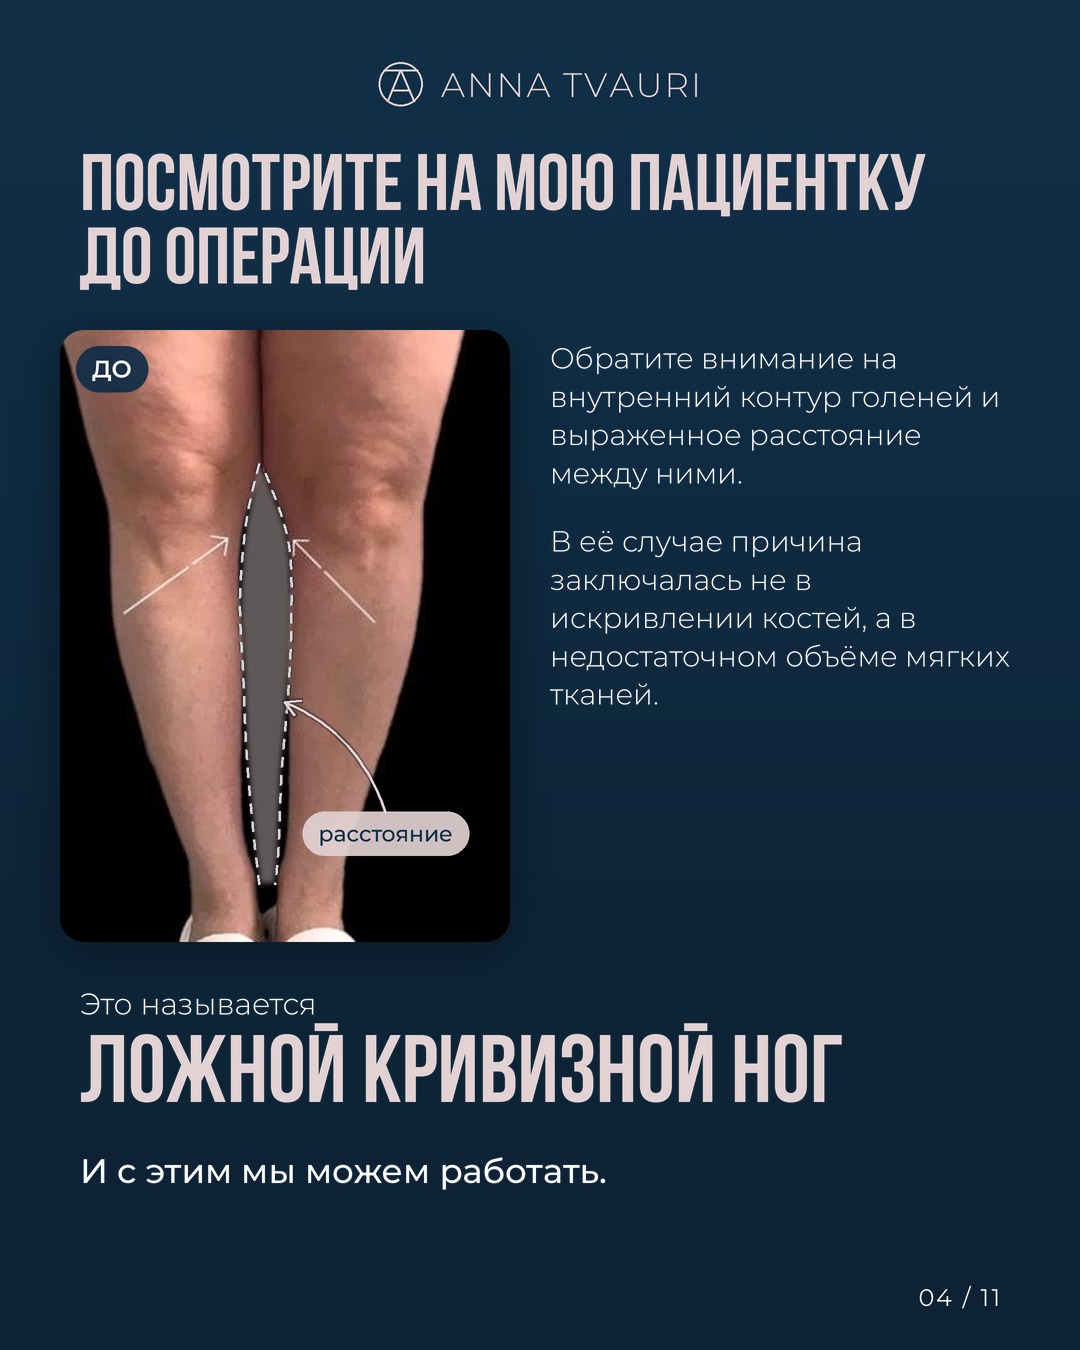 ANNA TVAURI
ПОСМОТРИТЕ НА МОЮ ПАЦИЕНТКУ
ДО ОПЕРАЦИИ
ДО
Обратите внимание на
внутренний контур голеней и
выраженное расстояние
между ними.
В её случае причина
заключалась не в
искривлении костей, а в
недостаточном объёме мягких
тканей.
расстояние
Это называется
ЛОЖНОЙ КРИВИЗНОЙ НОГ
И с этим мы можем работать.
04 / 11